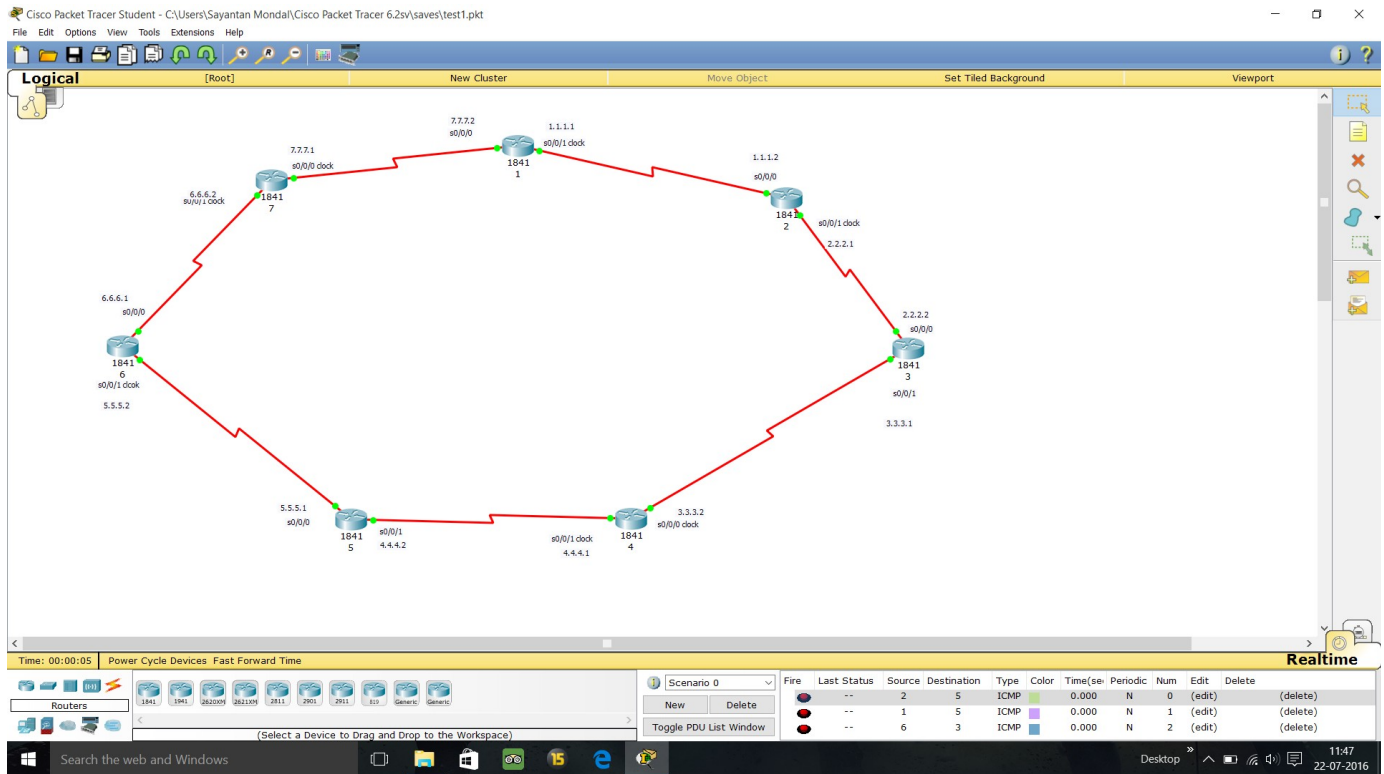 Cisco Packet Tracer Student - C:\Users\Sayantan Mondal\Cisco Packet Tracer 6.2sv\saves\test1.pkt
File Edit Options View Tools Extensions Help
Logical [Root] New Cluster Move Object Set Tiled Background Viewport
7.7.7.2
s0/0/0
1.1.1.1
s0/0/1 clock
1841
1
7.7.7.1
s0/0/0 clock
1.1.1.2
s0/0/0
6.6.6.2
s0/0/1 clock
1841
7
1841
2
s0/0/1 clock
2.2.2.1
6.6.6.1
s0/0/0
2.2.2.2
s0/0/0
1841
6
s0/0/1 dcok
5.5.5.2
1841
3
s0/0/1
3.3.3.1
5.5.5.1
s0/0/0
1841
5
s0/0/1
4.4.4.2
s0/0/1 clock
4.4.4.1
1841
4
3.3.3.2
s0/0/0 clock
Time: 00:00:05 Power Cycle Devices Fast Forward Time Realtime
Routers
1841 1941 2620XM 2621XM 2811 2901 2911 819 Generic Generic
(Select a Device to Drag and Drop to the Workspace)
Scenario 0
New Delete
Toggle PDU List Window
Fire Last Status Source Destination Type Color Time(sec Periodic Num Edit Delete
-- 2 5 ICMP 0.000 N 0 (edit) (delete)
-- 1 5 ICMP 0.000 N 1 (edit) (delete)
-- 6 3 ICMP 0.000 N 2 (edit) (delete)
Search the web and Windows
15
Desktop
11:47
22-07-2016